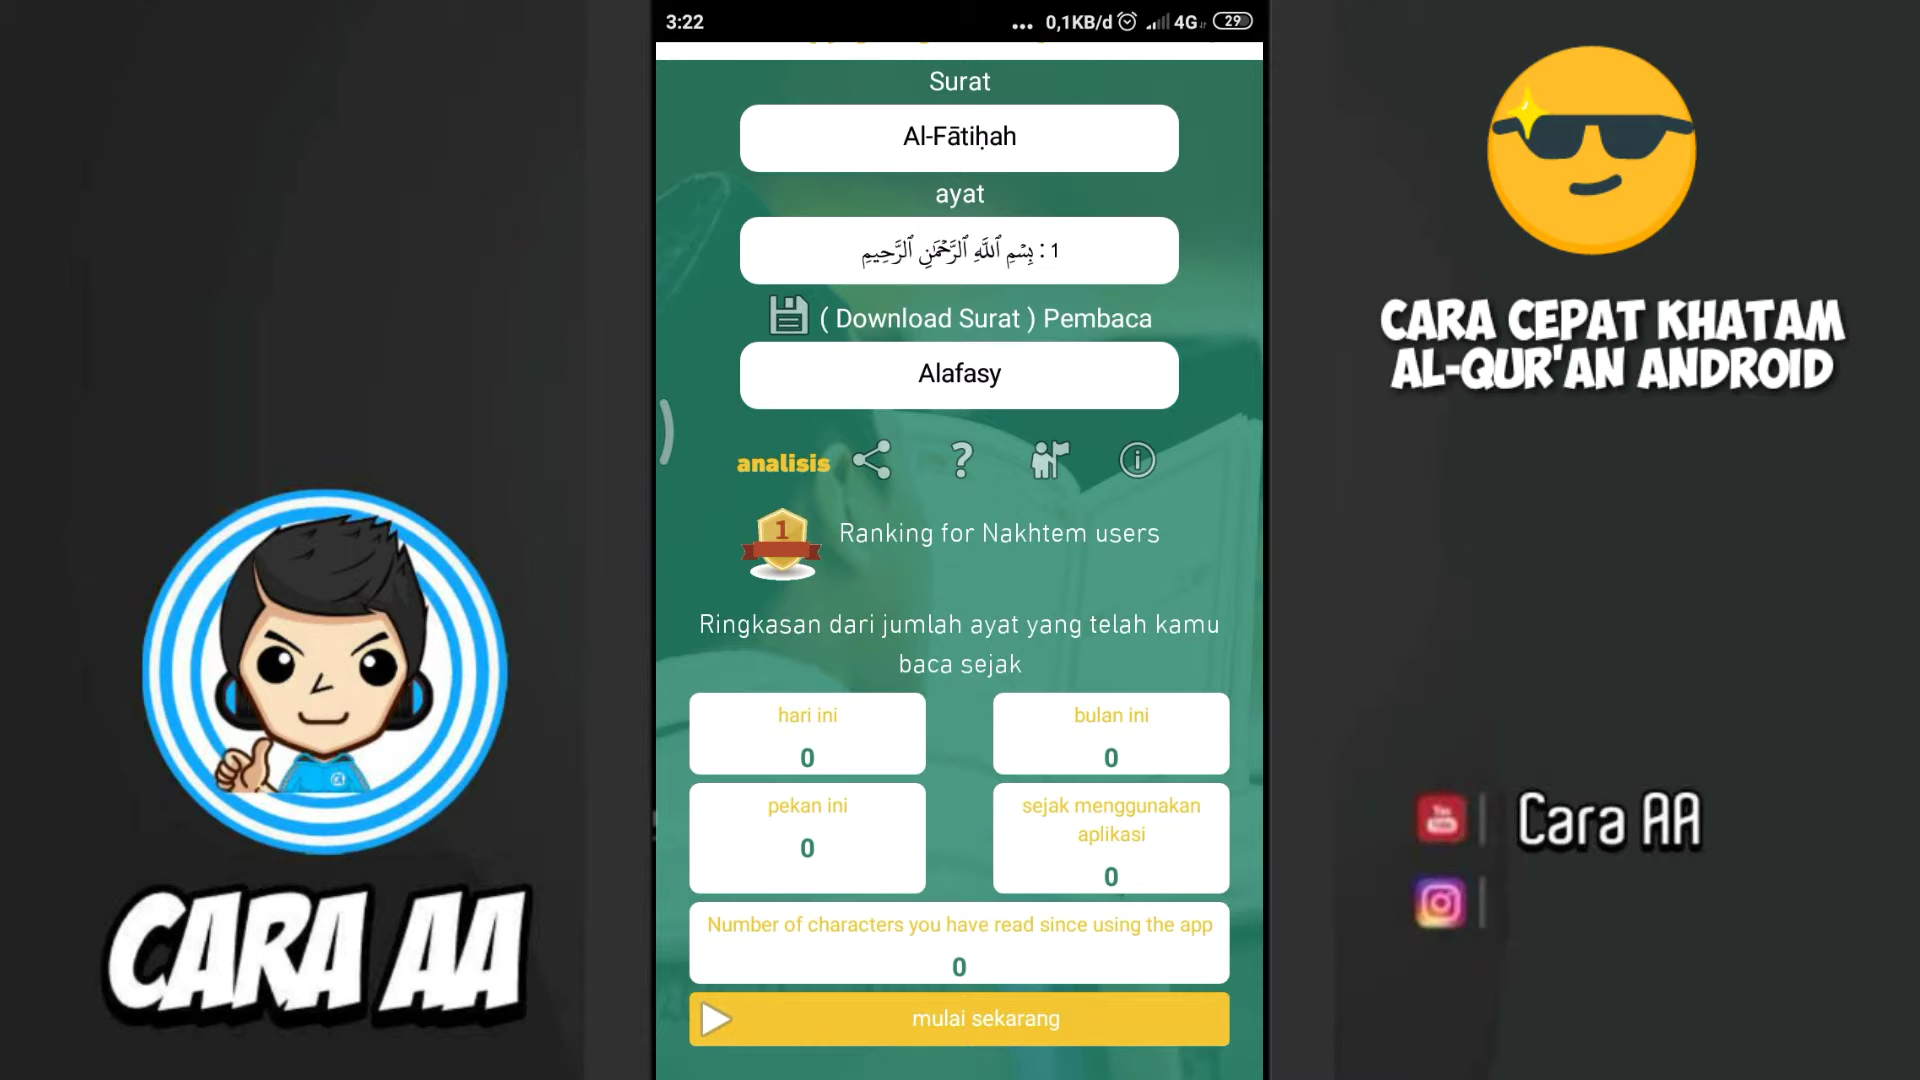 3:22
... 0,1KB/d 4G 29
Surat
Al-Fātiḥah
ayat
1 : بِسْمِ ٱللَّهِ ٱلرَّحْمَٰنِ ٱلرَّحِيمِ
( Download Surat ) Pembaca
Alafasy
analisis
?
i
1
Ranking for Nakhtem users
Ringkasan dari jumlah ayat yang telah kamu
baca sejak
hari ini
0
bulan ini
0
pekan ini
0
sejak menggunakan
aplikasi
0
Number of characters you have read since using the app
0
mulai sekarang
CARA AA
CARA CEPAT KHATAM
AL-QUR'AN ANDROID
You
Tube
Cara AA